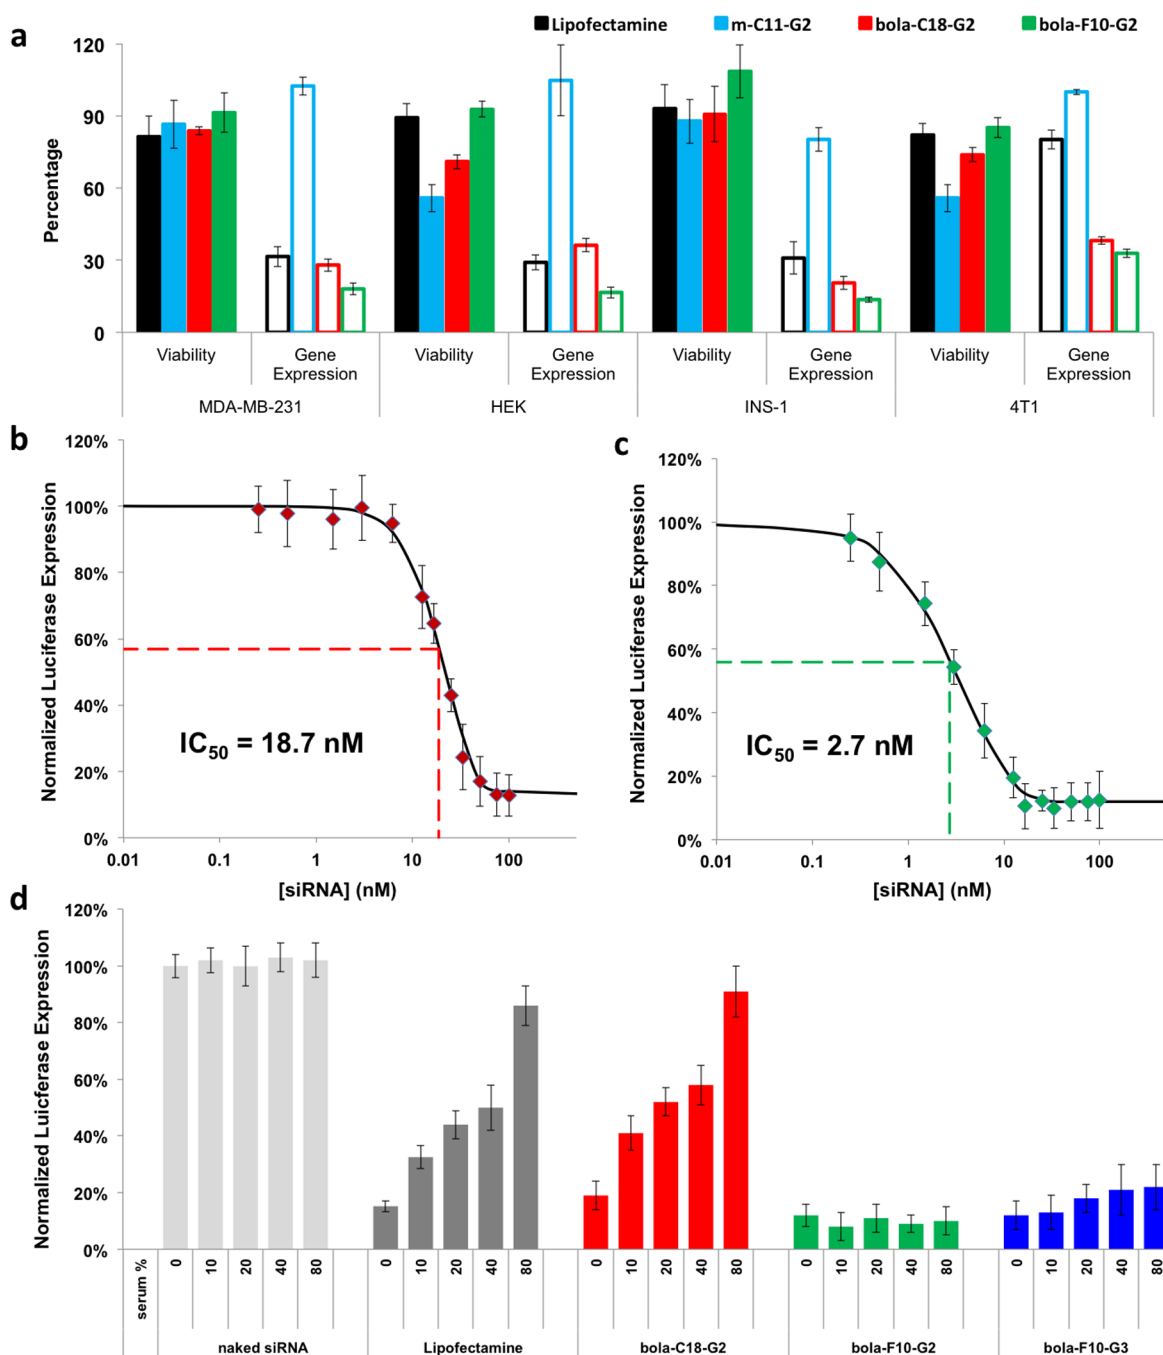 a
Lipofectamine m-C11-G2 bola-C18-G2 bola-F10-G2
Percentage
120
90
60
30
0
Viability Gene Expression Viability Gene Expression Viability Gene Expression Viability Gene Expression
MDA-MB-231 HEK INS-1 4T1
b
Normalized Luciferase Expression
120%
100%
80%
60%
40%
20%
0%
IC50 = 18.7 nM
0.01 0.1 1 10 100
[siRNA] (nM)
c
Normalized Luciferase Expression
120%
100%
80%
60%
40%
20%
0%
IC50 = 2.7 nM
0.01 0.1 1 10 100
[siRNA] (nM)
d
Normalized Lucicferase Expression
120%
100%
80%
60%
40%
20%
0%
serum % 0 10 20 40 80 0 10 20 40 80 0 10 20 40 80 0 10 20 40 80 0 10 20 40 80
naked siRNA Lipofectamine bola-C18-G2 bola-F10-G2 bola-F10-G3